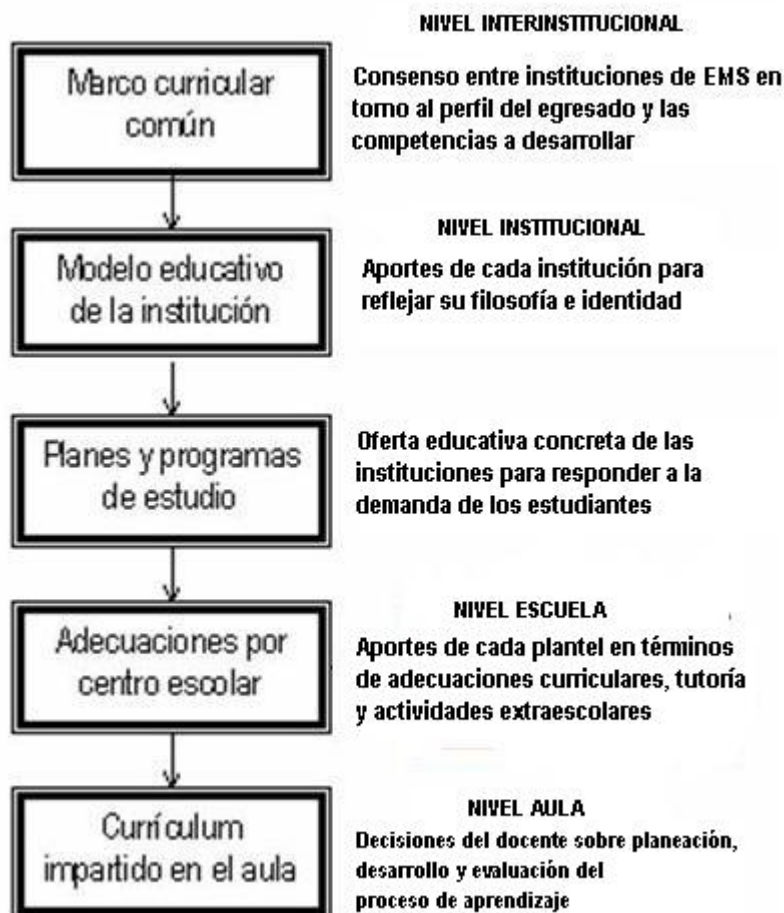 NIVEL INTERINSTITUCIONAL
Marco curricular
común
Consenso entre instituciones de EMS en
torno al perfil del egresado y las
competencias a desarrollar
NIVEL INSTITUCIONAL
Modelo educativo
de la institución
Aportes de cada institución para
reflejar su filosofía e identidad
Planes y programas
de estudio
Oferta educativa concreta de las
instituciones para responder a la
demanda de los estudiantes
NIVEL ESCUELA
Adecuaciones por
centro escolar
Aportes de cada plantel en términos
de adecuaciones curriculares, tutoría
y actividades extraescolares
NIVEL AULA
Currículum
impartido en el aula
Decisiones del docente sobre planeación,
desarrollo y evaluación del
proceso de aprendizaje